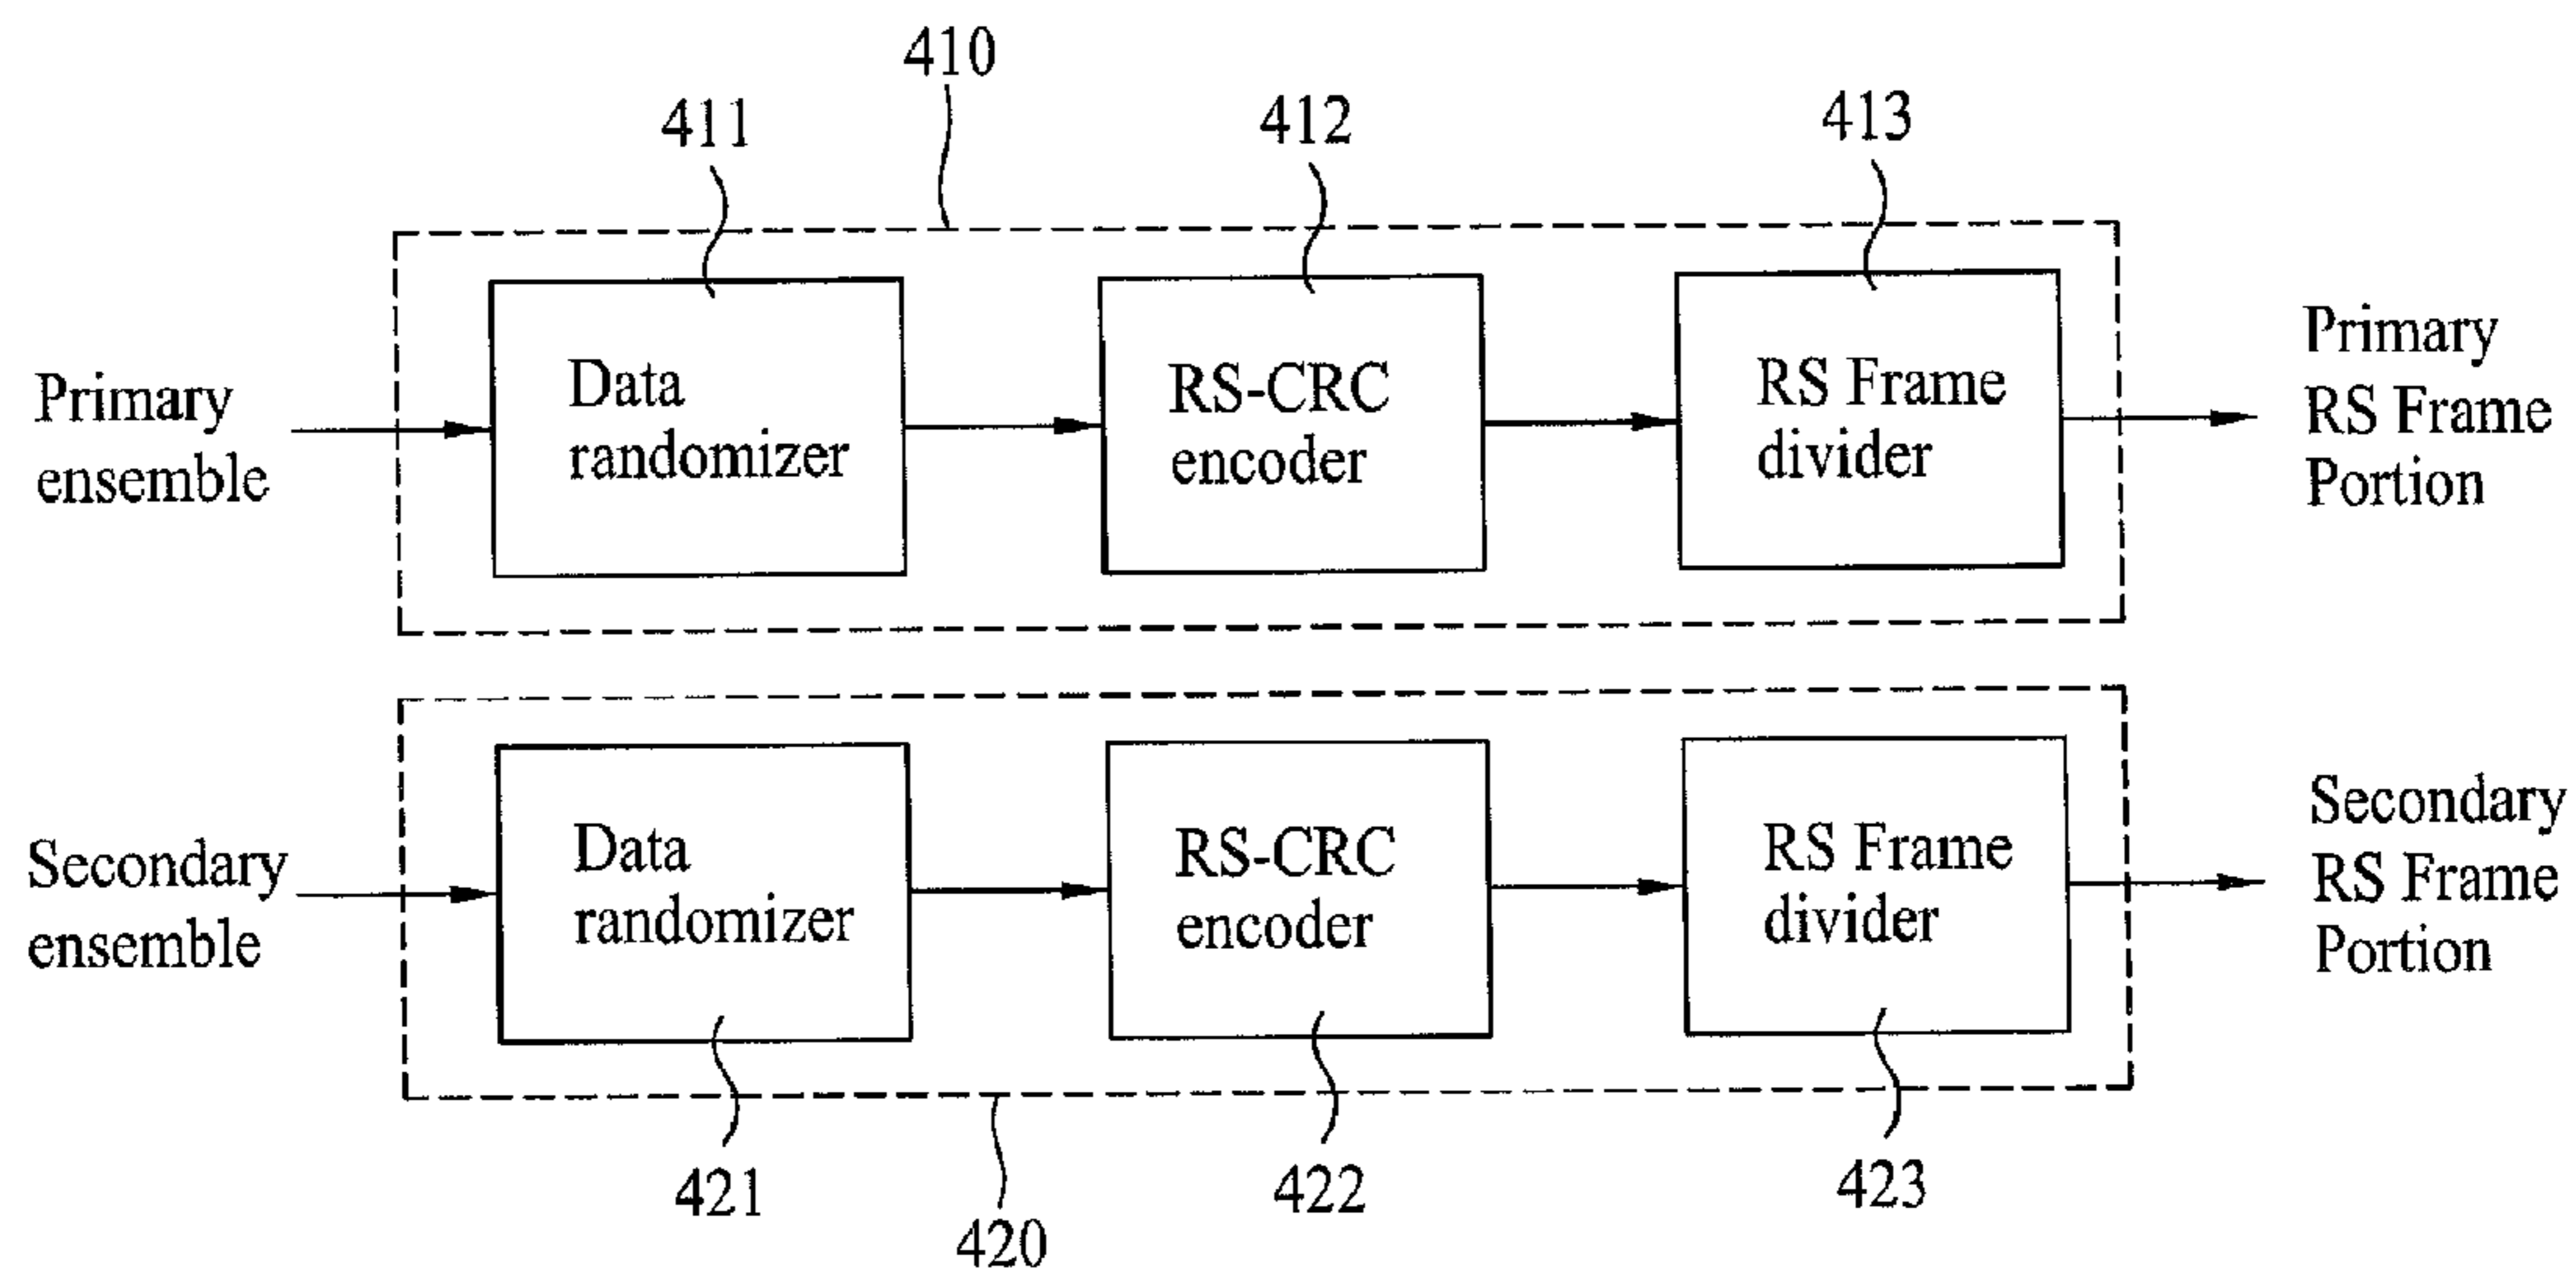 410
411
412
413
Primary
ensemble
Data
randomizer
RS-CRC
encoder
RS Frame
divider
Primary
RS Frame
Portion
Secondary
ensemble
Data
randomizer
RS-CRC
encoder
RS Frame
divider
Secondary
RS Frame
Portion
421
422
423
420